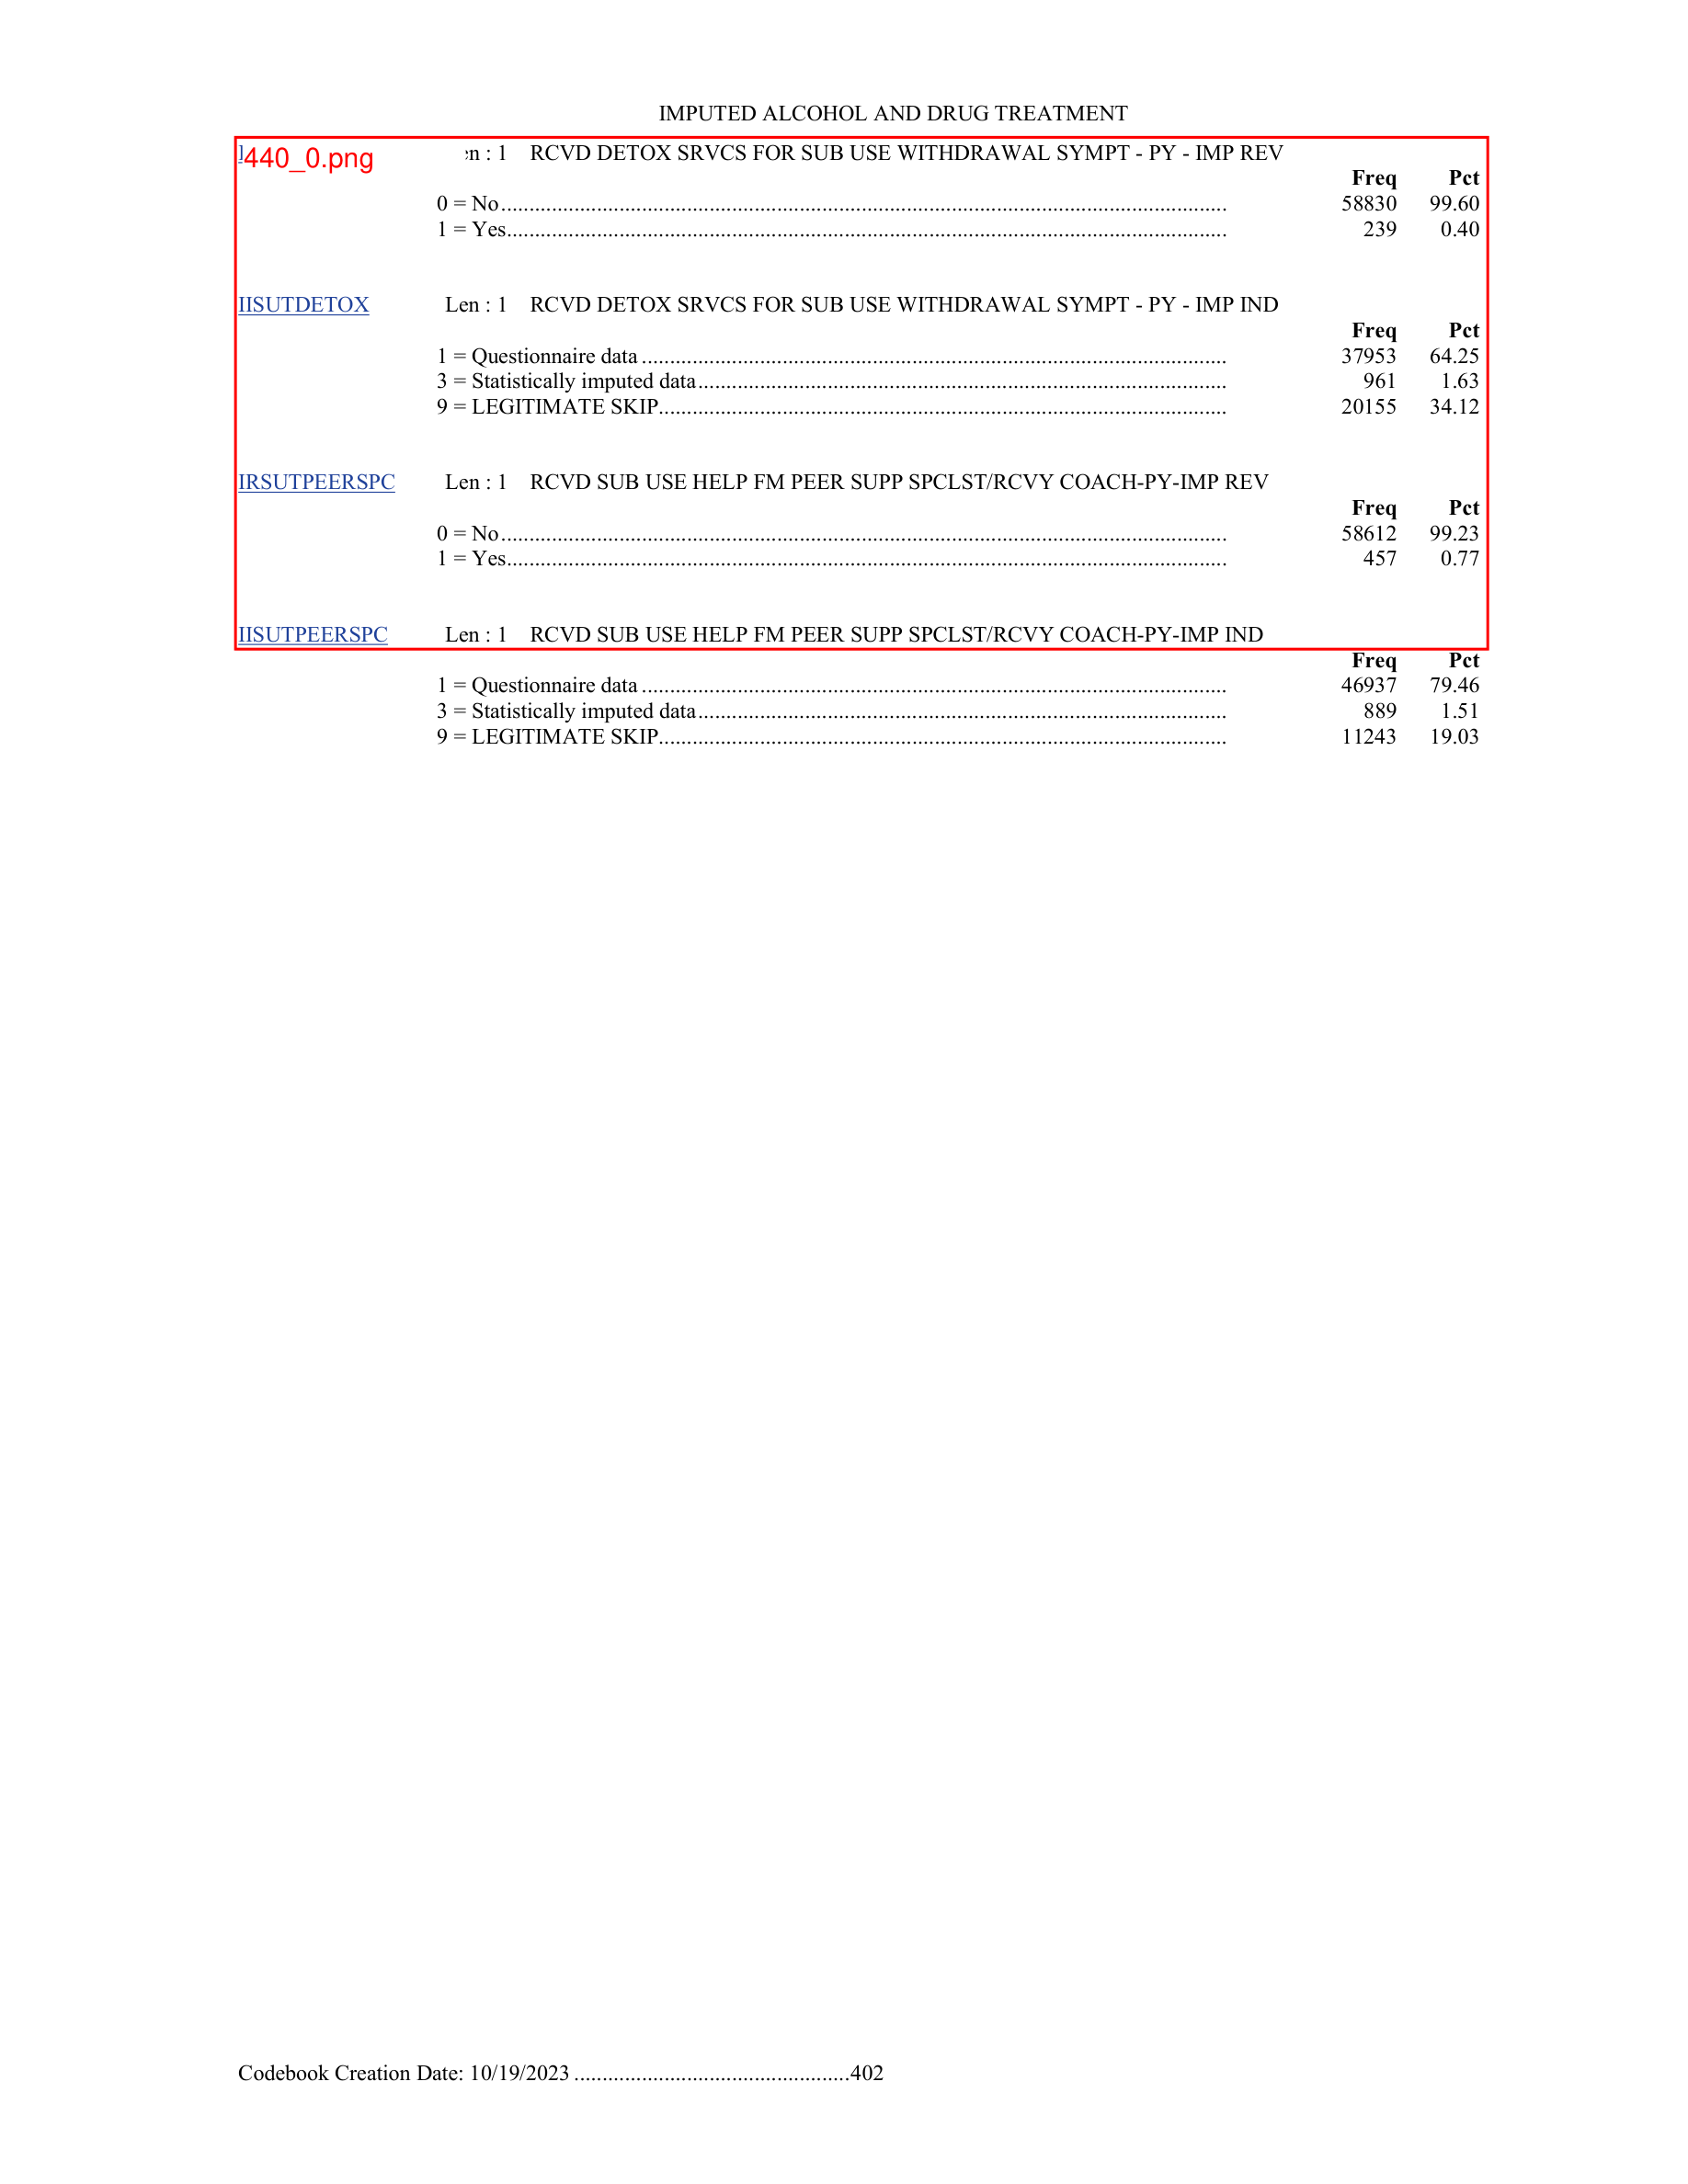 IMPUTED ALCOHOL AND DRUG TREATMENT
440_0.png en : 1 RCVD DETOX SRVCS FOR SUB USE WITHDRAWAL SYMPT - PY - IMP REV
Freq Pct
0 = No.......... 58830 99.60
1 = Yes.......... 239 0.40
IISUTDETOX Len : 1 RCVD DETOX SRVCS FOR SUB USE WITHDRAWAL SYMPT - PY - IMP IND
Freq Pct
1 = Questionnaire data.......... 37953 64.25
3 = Statistically imputed data.......... 961 1.63
9 = LEGITIMATE SKIP.......... 20155 34.12
IRSUTPEERSPC Len : 1 RCVD SUB USE HELP FM PEER SUPP SPCLST/RCVY COACH-PY-IMP REV
Freq Pct
0 = No.......... 58612 99.23
1 = Yes.......... 457 0.77
IISUTPEERSPC Len : 1 RCVD SUB USE HELP FM PEER SUPP SPCLST/RCVY COACH-PY-IMP IND
Freq Pct
1 = Questionnaire data.......... 46937 79.46
3 = Statistically imputed data.......... 889 1.51
9 = LEGITIMATE SKIP.......... 11243 19.03
Codebook Creation Date: 10/19/2023 ..........402